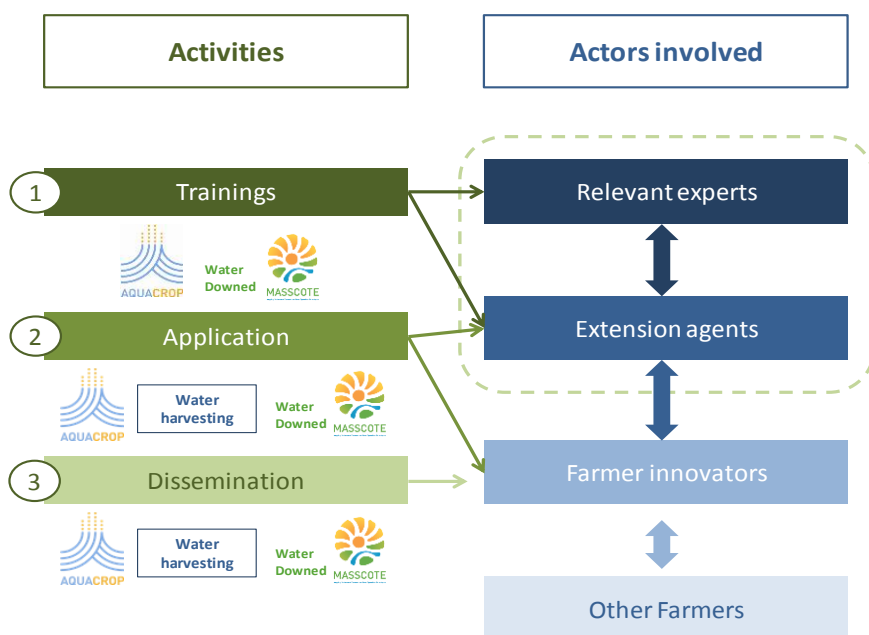 Activities
Actors involved
1
Trainings
Relevant experts
AQUACROP
Water
Downed
MASSCOTE
2
Application
Extension agents
AQUACROP
Water
harvesting
Water
Downed
MASSCOTE
3
Dissemination
Farmer innovators
AQUACROP
Water
harvesting
Water
Downed
MASSCOTE
Other Farmers